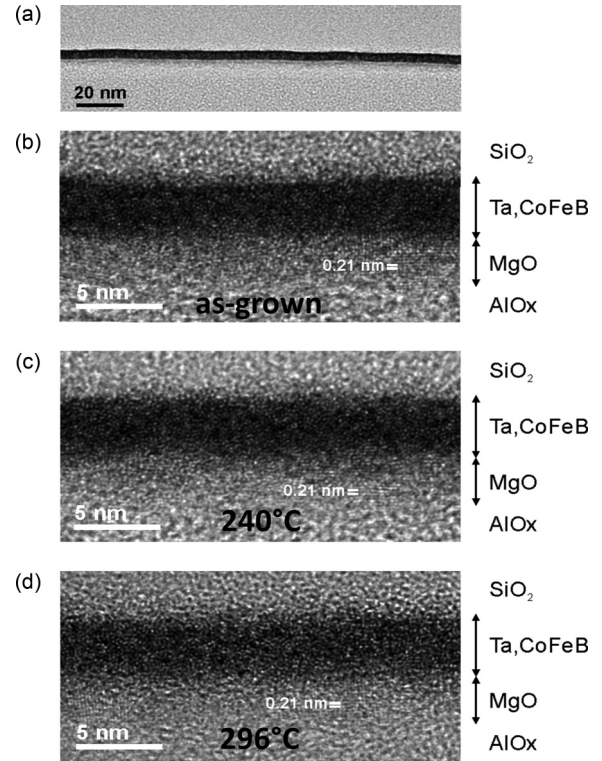 (a)
20 nm
(b)
SiO₂
Ta,CoFeB
0.21 nm
MgO
5 nm
as-grown
AlOx
(c)
SiO₂
Ta,CoFeB
0.21 nm
MgO
5 nm
240°C
AlOx
(d)
SiO₂
Ta,CoFeB
0.21 nm
MgO
5 nm
296°C
AlOx